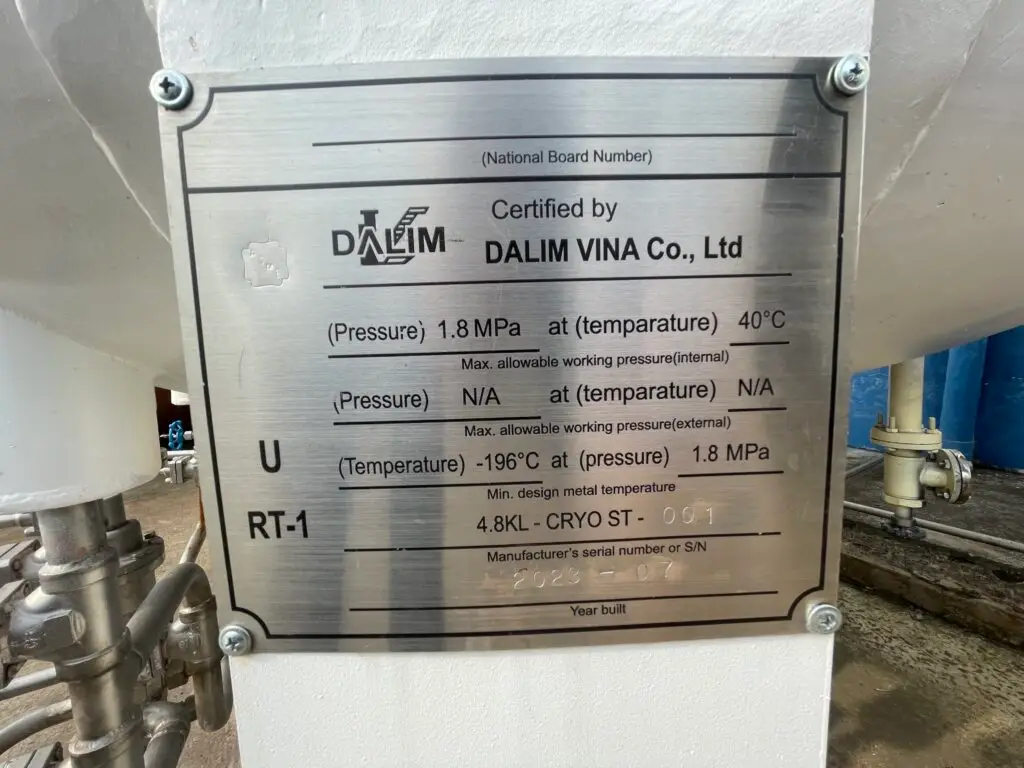 (National Board Number)
DALIM
Certified by
DALIM VINA Co., Ltd
(Pressure) 1.8 MPa at (temparature) 40°C
Max. allowable working pressure(internal)
(Pressure) N/A at (temparature) N/A
Max. allowable working pressure(external)
U (Temperature) -196°C at (pressure) 1.8 MPa
Min. design metal temperature
RT-1 4.8KL - CRYO ST - 001
Manufacturer's serial number or S/N
2023 - 07
Year built